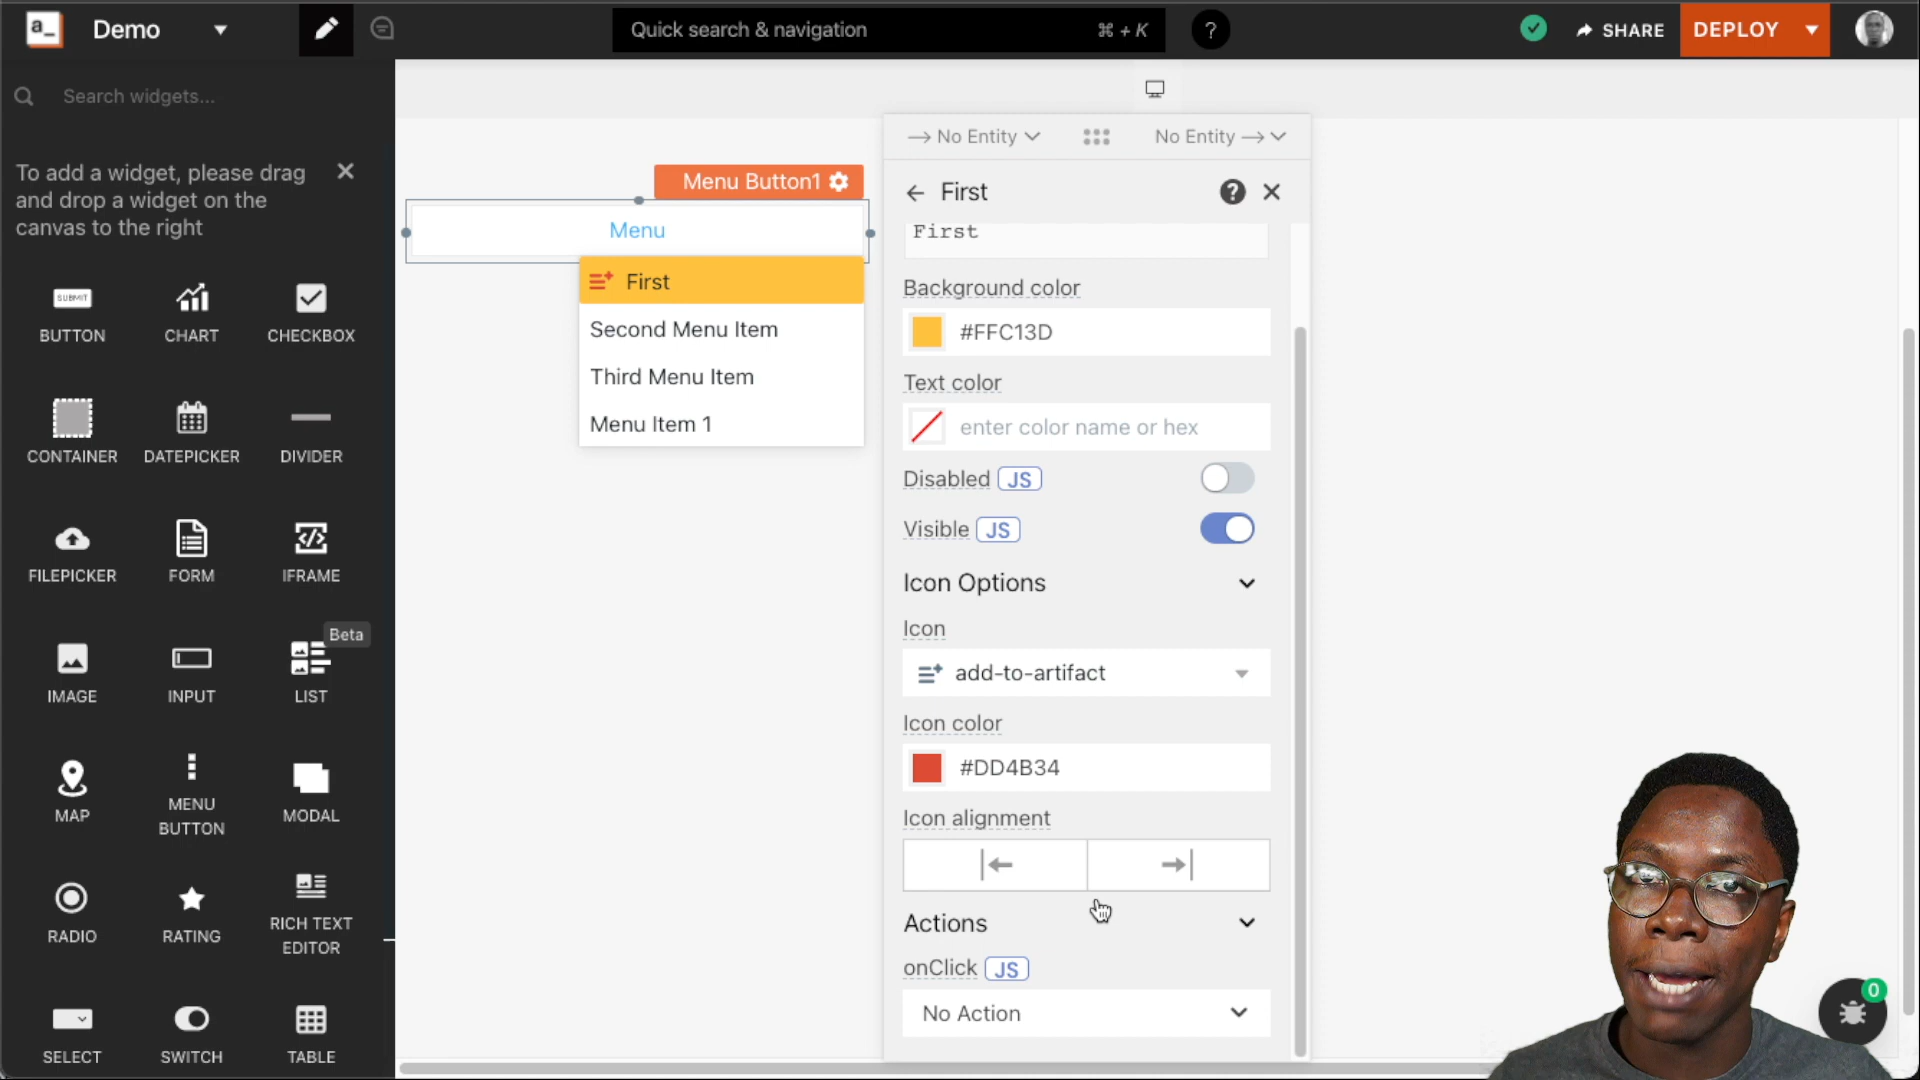 a_
Demo
Quick search & navigation
⌘ + K
?
SHARE
DEPLOY
Search widgets...
To add a widget, please drag
and drop a widget on the
canvas to the right
SUBMIT
BUTTON
CHART
CHECKBOX
CONTAINER
DATEPICKER
DIVIDER
FILEPICKER
FORM
IFRAME
Beta
IMAGE
INPUT
LIST
MAP
MENU
BUTTON
MODAL
RADIO
RATING
RICH TEXT
EDITOR
SELECT
SWITCH
TABLE
Menu Button1
Menu
First
Second Menu Item
Third Menu Item
Menu Item 1
No Entity
No Entity
First
?
First
Background color
#FFC13D
Text color
enter color name or hex
Disabled JS
Visible JS
Icon Options
Icon
add-to-artifact
Icon color
#DD4B34
Icon alignment
Actions
onClick JS
No Action
0